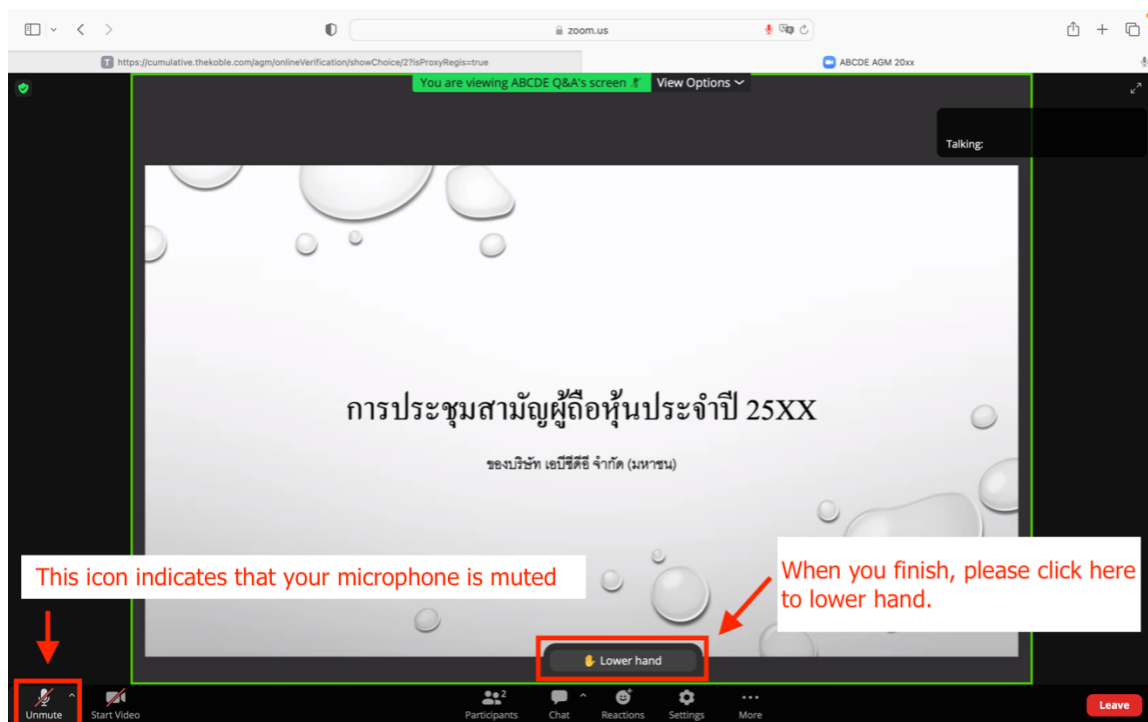 zoom.us
T https://cumulative.thekoble.com/agm/onlineVerification/showChoice/2?isProxyRegis=true
ABCDE AGM 20xx
You are viewing ABCDE Q&A's screen View Options
Talking:
การประชุมสามัญผู้ถือหุ้นประจำปี 25XX
ของบริษัท เอบีซีดีอี จำกัด (มหาชน)
This icon indicates that your microphone is muted
When you finish, please click here
to lower hand.
Lower hand
Unmute Start Video Participants 2 Chat Reactions Settings More Leave